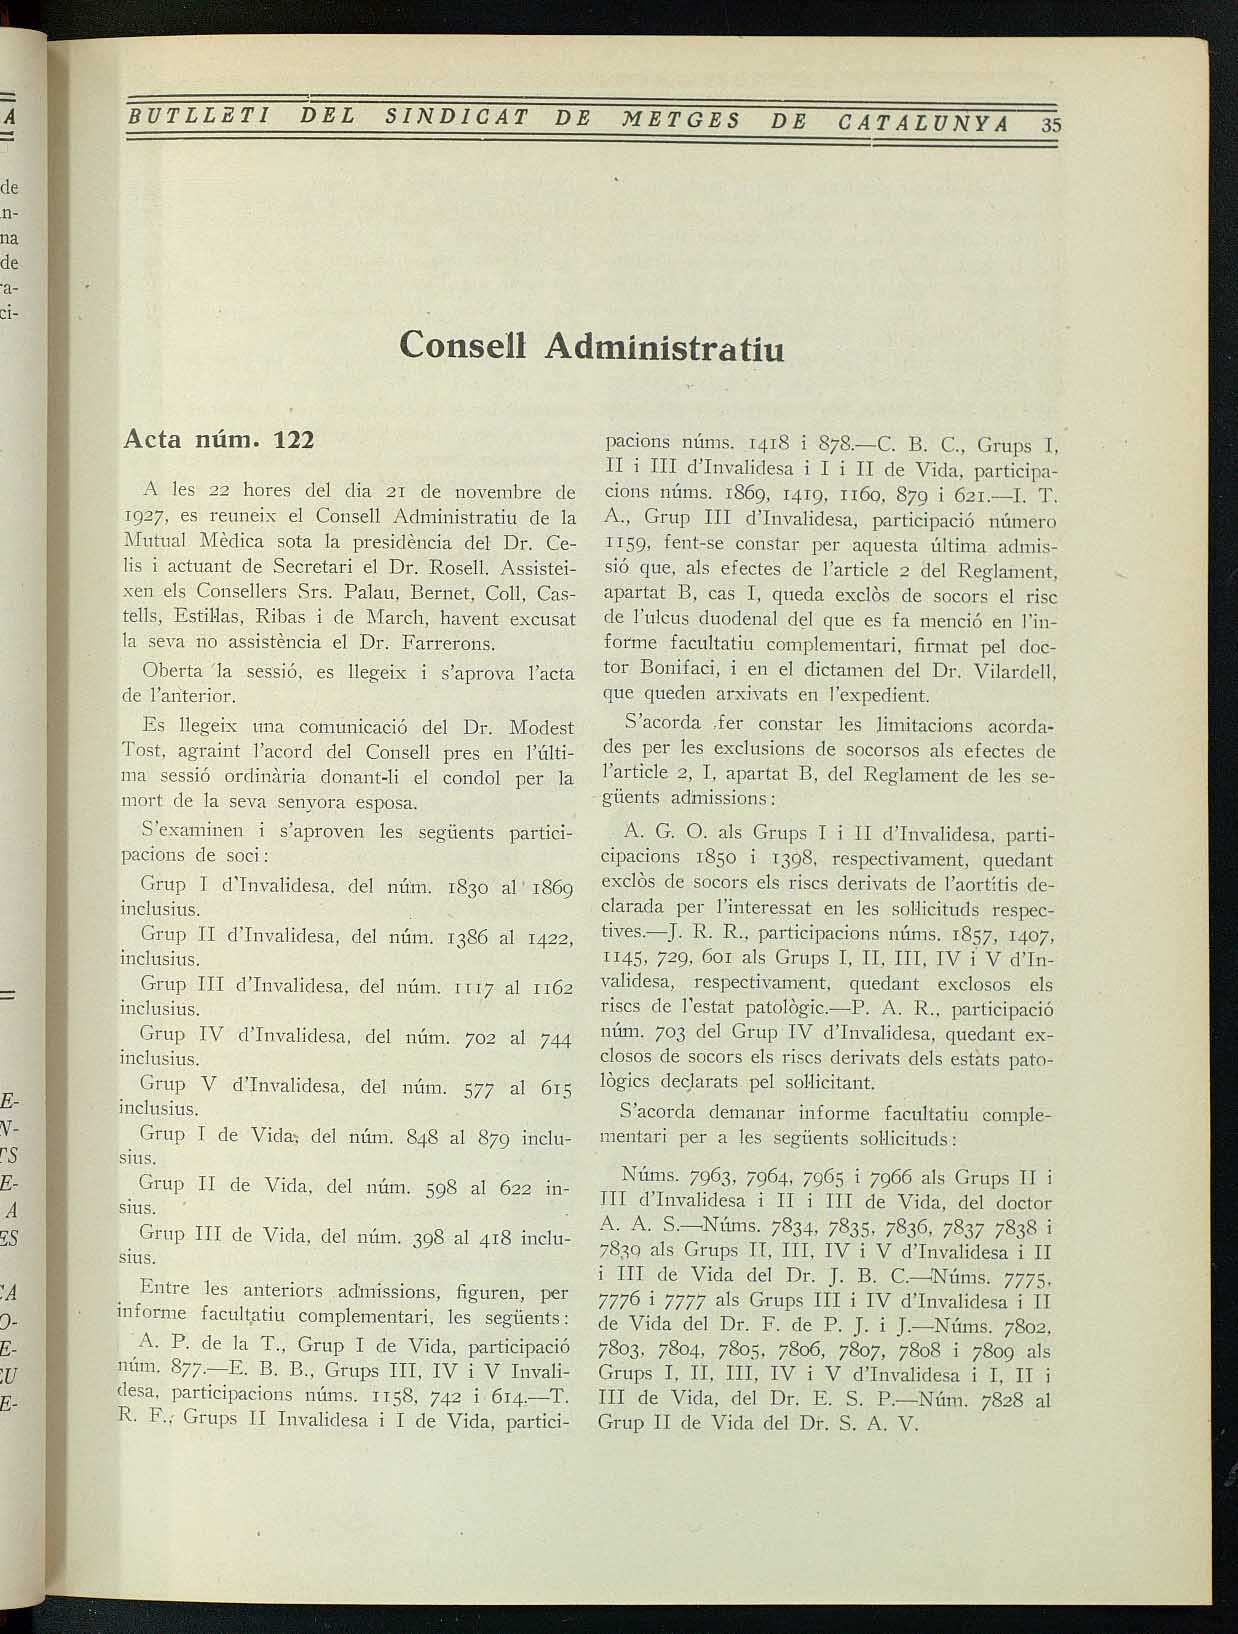 BUTLLETI DEL SINDICAT DE METGES DE CATALUNYA 35
Consell Administratiu
Acta núm. 122
A les 22 hores del dia 21 de novembre de
1927, es reuneix el Consell Administratiu de la
Mutual Mèdica sota la presidència del Dr. Ce-
lis i actuant de Secretari el Dr. Rosell. Assistei-
xen els Consellers Srs. Palau, Bernet, Coll, Cas-
tells, Estil·las, Ribas i de March, havent excusat
la seva no assistència el Dr. Farrerons.
Oberta la sessió, es llegeix i s'aprova l'acta
de l'anterior.
Es llegeix una comunicació del Dr. Modest
Tost, agraint l'acord del Consell pres en l'últi-
ma sessió ordinària donant-li el condol per la
mort de la seva senyora esposa.
S'examinen i s'aproven les següents partici-
pacions de soci:
Grup I d'Invalidesa, del núm. 1830 al 1869
inclusius.
Grup II d'Invalidesa, del núm. 1386 al 1422,
inclusius.
Grup III d'Invalidesa, del núm. 1117 al 1162
inclusius.
Grup IV d'Invalidesa, del núm. 702 al 744
inclusius.
Grup V d'Invalidesa, del núm. 577 al 615
inclusius.
Grup I de Vida, del núm. 848 al 879 inclu-
sius.
Grup II de Vida, del núm. 598 al 622 in-
sius.
Grup III de Vida, del núm. 398 al 418 inclu-
sius.
Entre les anteriors admissions, figuren, per
informe facultatiu complementari, les següents:
A. P. de la T., Grup I de Vida, participació
núm. 877.—E. B. B., Grups III, IV i V Invali-
desa, participacions núms. 1158, 742 i 614.—T.
R. F., Grups II Invalidesa i I de Vida, partici-
pacions núms. 1418 i 878.—C. B. C., Grups I,
II i III d'Invalidesa i I i II de Vida, participa-
cions núms. 1869, 1419, 1160, 879 i 621.—I. T.
A., Grup III d'Invalidesa, participació número
1159, fent-se constar per aquesta última admis-
sió que, als efectes de l'article 2 del Reglament,
apartat B, cas I, queda exclòs de socors el risc
de l'ulcus duodenal del que es fa menció en l'in-
forme facultatiu complementari, firmat pel doc-
tor Bonifaci, i en el dictamen del Dr. Vilardell,
que queden arxivats en l'expedient.
S'acorda fer constar les limitacions acorda-
des per les exclusions de socorsos als efectes de
l'article 2, I, apartat B, del Reglament de les se-
güents admissions:
A. G. O. als Grups I i II d'Invalidesa, parti-
cipacions 1850 i 1398, respectivament, quedant
exclòs de socors els riscs derivats de l'aortitis de-
clarada per l'interessat en les sol·licituds respec-
tives.—J. R. R., participacions núms. 1857, 1407,
1145, 729, 601 als Grups I, II, III, IV i V d'In-
validesa, respectivament, quedant exclosos els
riscs de l'estat patològic.—P. A. R., participació
núm. 703 del Grup IV d'Invalidesa, quedant ex-
closos de socors els riscs derivats dels estats pato-
lògics declarats pel sol·licitant.
S'acorda demanar informe facultatiu comple-
mentari per a les següents sol·licituds:
Núms. 7963, 7964, 7965 i 7966 als Grups II i
III d'Invalidesa i II i III de Vida, del doctor
A. A. S.—Núms. 7834, 7835, 7836, 7837 7838 i
7839 als Grups II, III, IV i V d'Invalidesa i II
i III de Vida del Dr. J. B. C.—Núms. 7775,
7776 i 7777 als Grups III i IV d'Invalidesa i II
de Vida del Dr. F. de P. J. i J.—Núms. 7802,
7803, 7804, 7805, 7806, 7807, 7808 i 7809 als
Grups I, II, III, IV i V d'Invalidesa i I, II i
III de Vida, del Dr. E. S. P.—Núm. 7828 al
Grup II de Vida del Dr. S. A. V.